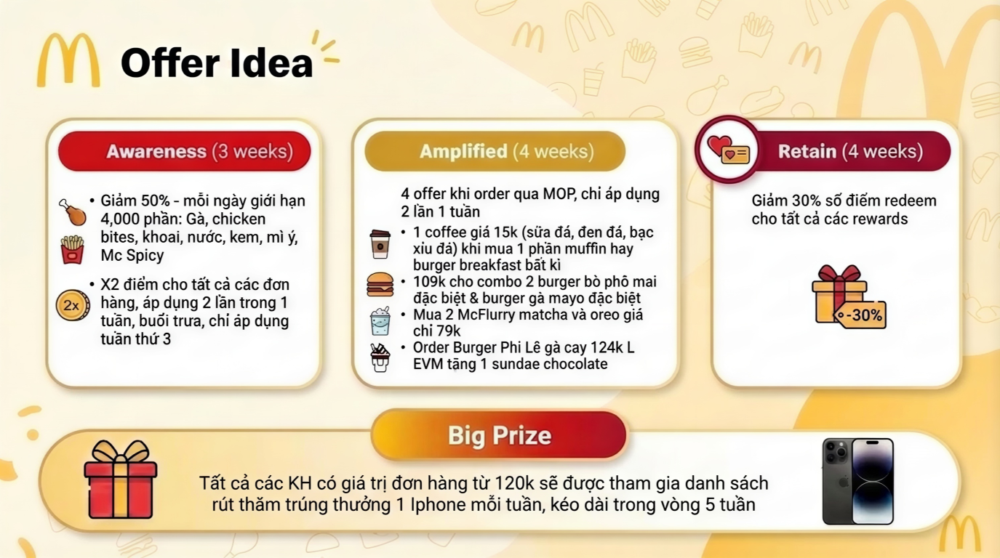 Offer Idea
Awareness (3 weeks)
• Giảm 50% - mỗi ngày giới hạn
4,000 phần: Gà, chicken
bites, khoai, nước, kem, mì ý,
Mc Spicy
2x
• X2 điểm cho tất cả các đơn
hàng, áp dụng 2 lần trong 1
tuần, buổi trưa, chỉ áp dụng
tuần thứ 3
Amplified (4 weeks)
4 offer khi order qua MOP, chỉ áp dụng
2 lần 1 tuần
• 1 coffee giá 15k (sữa đá, đen đá, bạc
xỉu đá) khi mua 1 phần muffin hay
burger breakfast bất kì
• 109k cho combo 2 burger bò phô mai
đặc biệt & burger gà mayo đặc biệt
• Mua 2 McFlurry matcha và oreo giá
chỉ 79k
• Order Burger Phi Lê gà cay 124k L
EVM tặng 1 sundae chocolate
Retain (4 weeks)
Giảm 30% số điểm redeem
cho tất cả các rewards
-30%
Big Prize
Tất cả các KH có giá trị đơn hàng từ 120k sẽ được tham gia danh sách
rút thăm trúng thưởng 1 Iphone mỗi tuần, kéo dài trong vòng 5 tuần